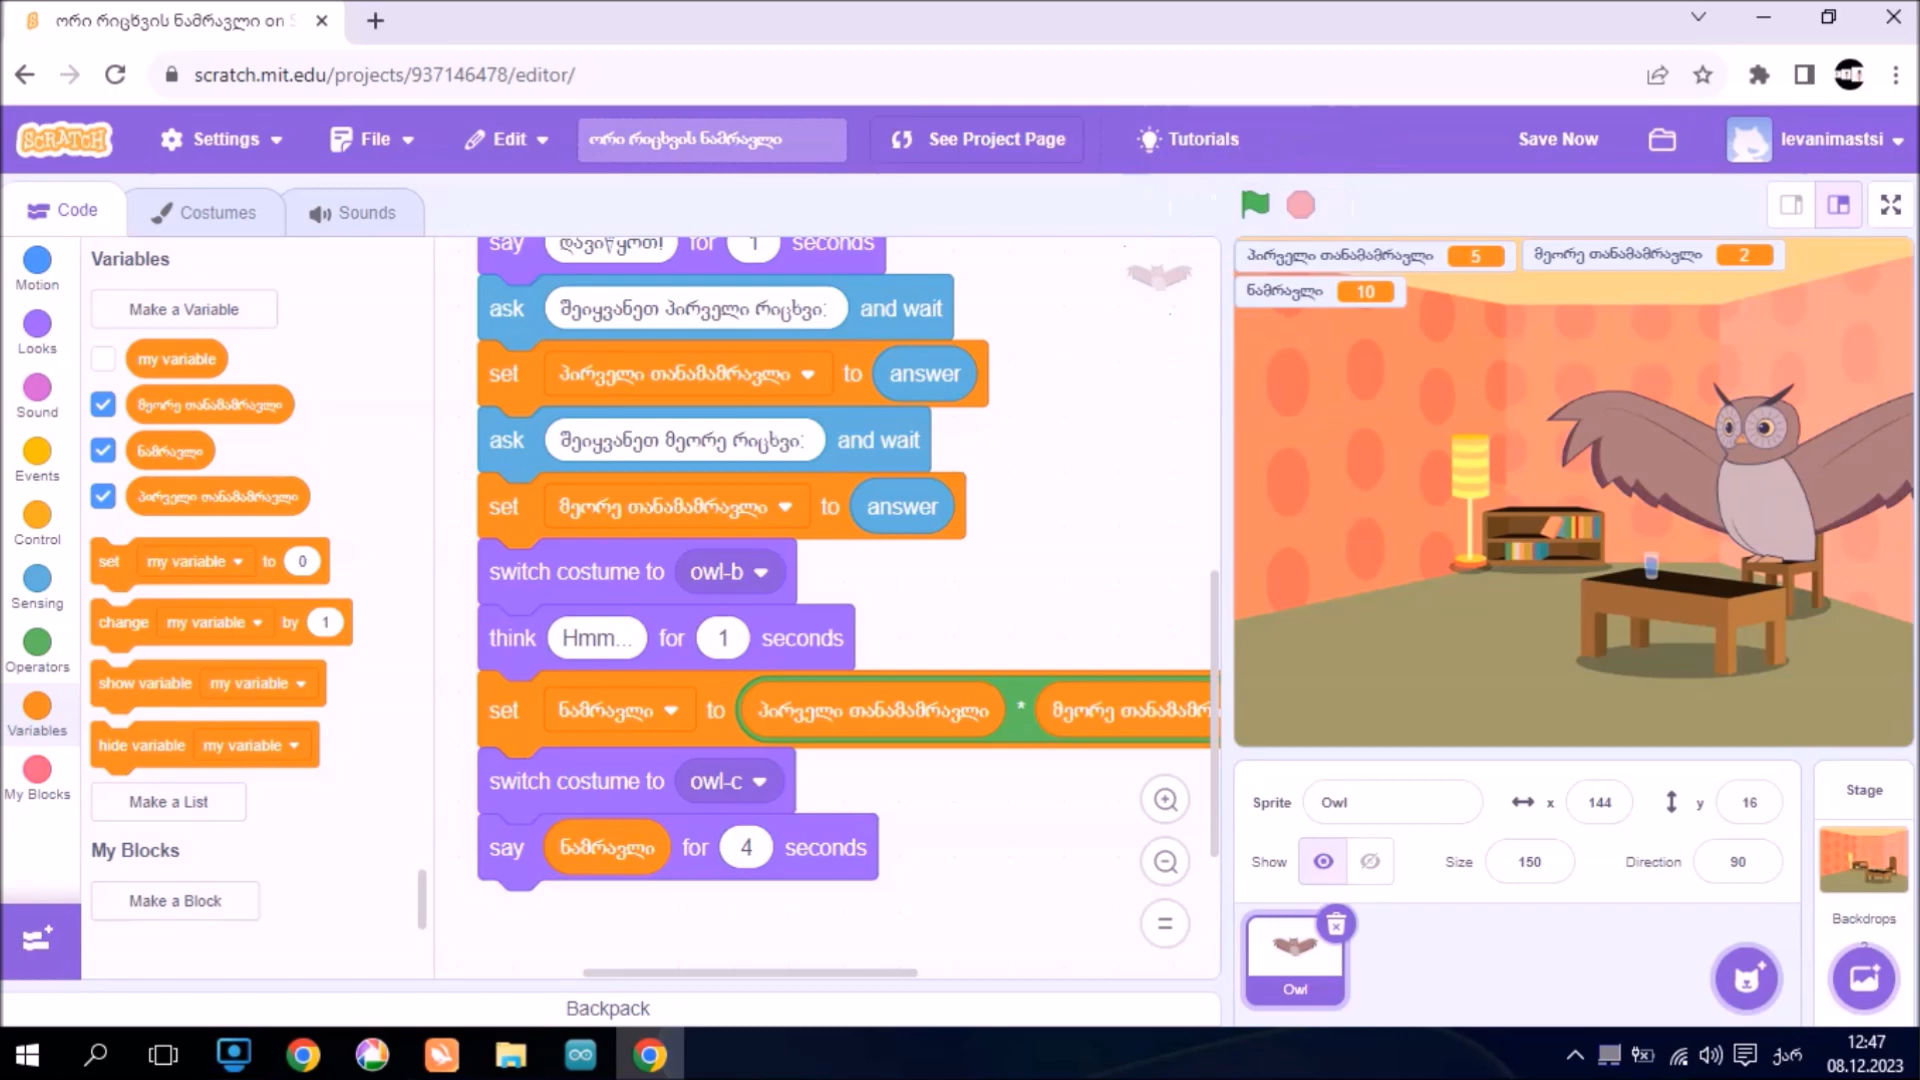 ორი რიცხვის ნამრავლი on S
scratch.mit.edu/projects/937146478/editor/
SCRATCH
Settings
File
Edit
ორი რიცხვის ნამრავლი
See Project Page
Tutorials
Save Now
levanimastsi
Code
Costumes
Sounds
Motion
Looks
Sound
Events
Control
Sensing
Operators
Variables
My Blocks
Variables
Make a Variable
my variable
მეორე თანამამრავლი
ნამრავლი
პირველი თანამამრავლი
set my variable to 0
change my variable by 1
show variable my variable
hide variable my variable
Make a List
My Blocks
Make a Block
say დავიწყოთ! for 1 seconds
ask შეიყვანეთ პირველი რიცხვი: and wait
set პირველი თანამამრავლი to answer
ask შეიყვანეთ მეორე რიცხვი: and wait
set მეორე თანამამრავლი to answer
switch costume to owl-b
think Hmm... for 1 seconds
set ნამრავლი to პირველი თანამამრავლი * მეორე თანამამრ
switch costume to owl-c
say ნამრავლი for 4 seconds
Backpack
პირველი თანამამრავლი 5
მეორე თანამამრავლი 2
ნამრავლი 10
Sprite Owl x 144 y 16
Show Size 150 Direction 90
Owl
Stage
Backdrops
ქარ
12:47
08.12.2023